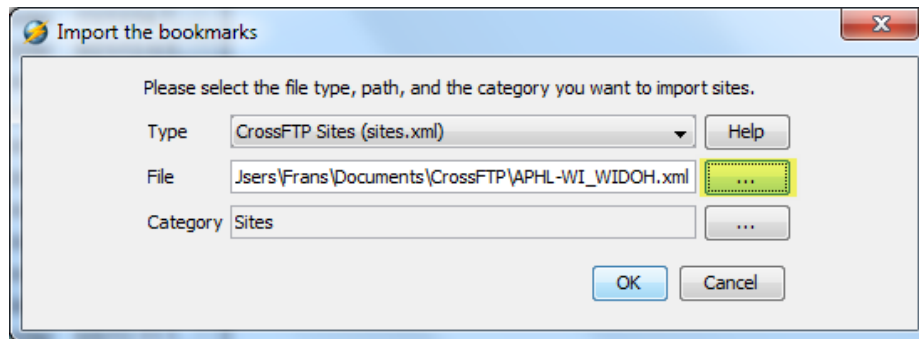 Import the bookmarks
Please select the file type, path, and the category you want to import sites.
Type CrossFTP Sites (sites.xml) Help
File Jsers\Frans\Documents\CrossFTP\APHL-WI_WIDOH.xml ...
Category Sites ...
OK Cancel